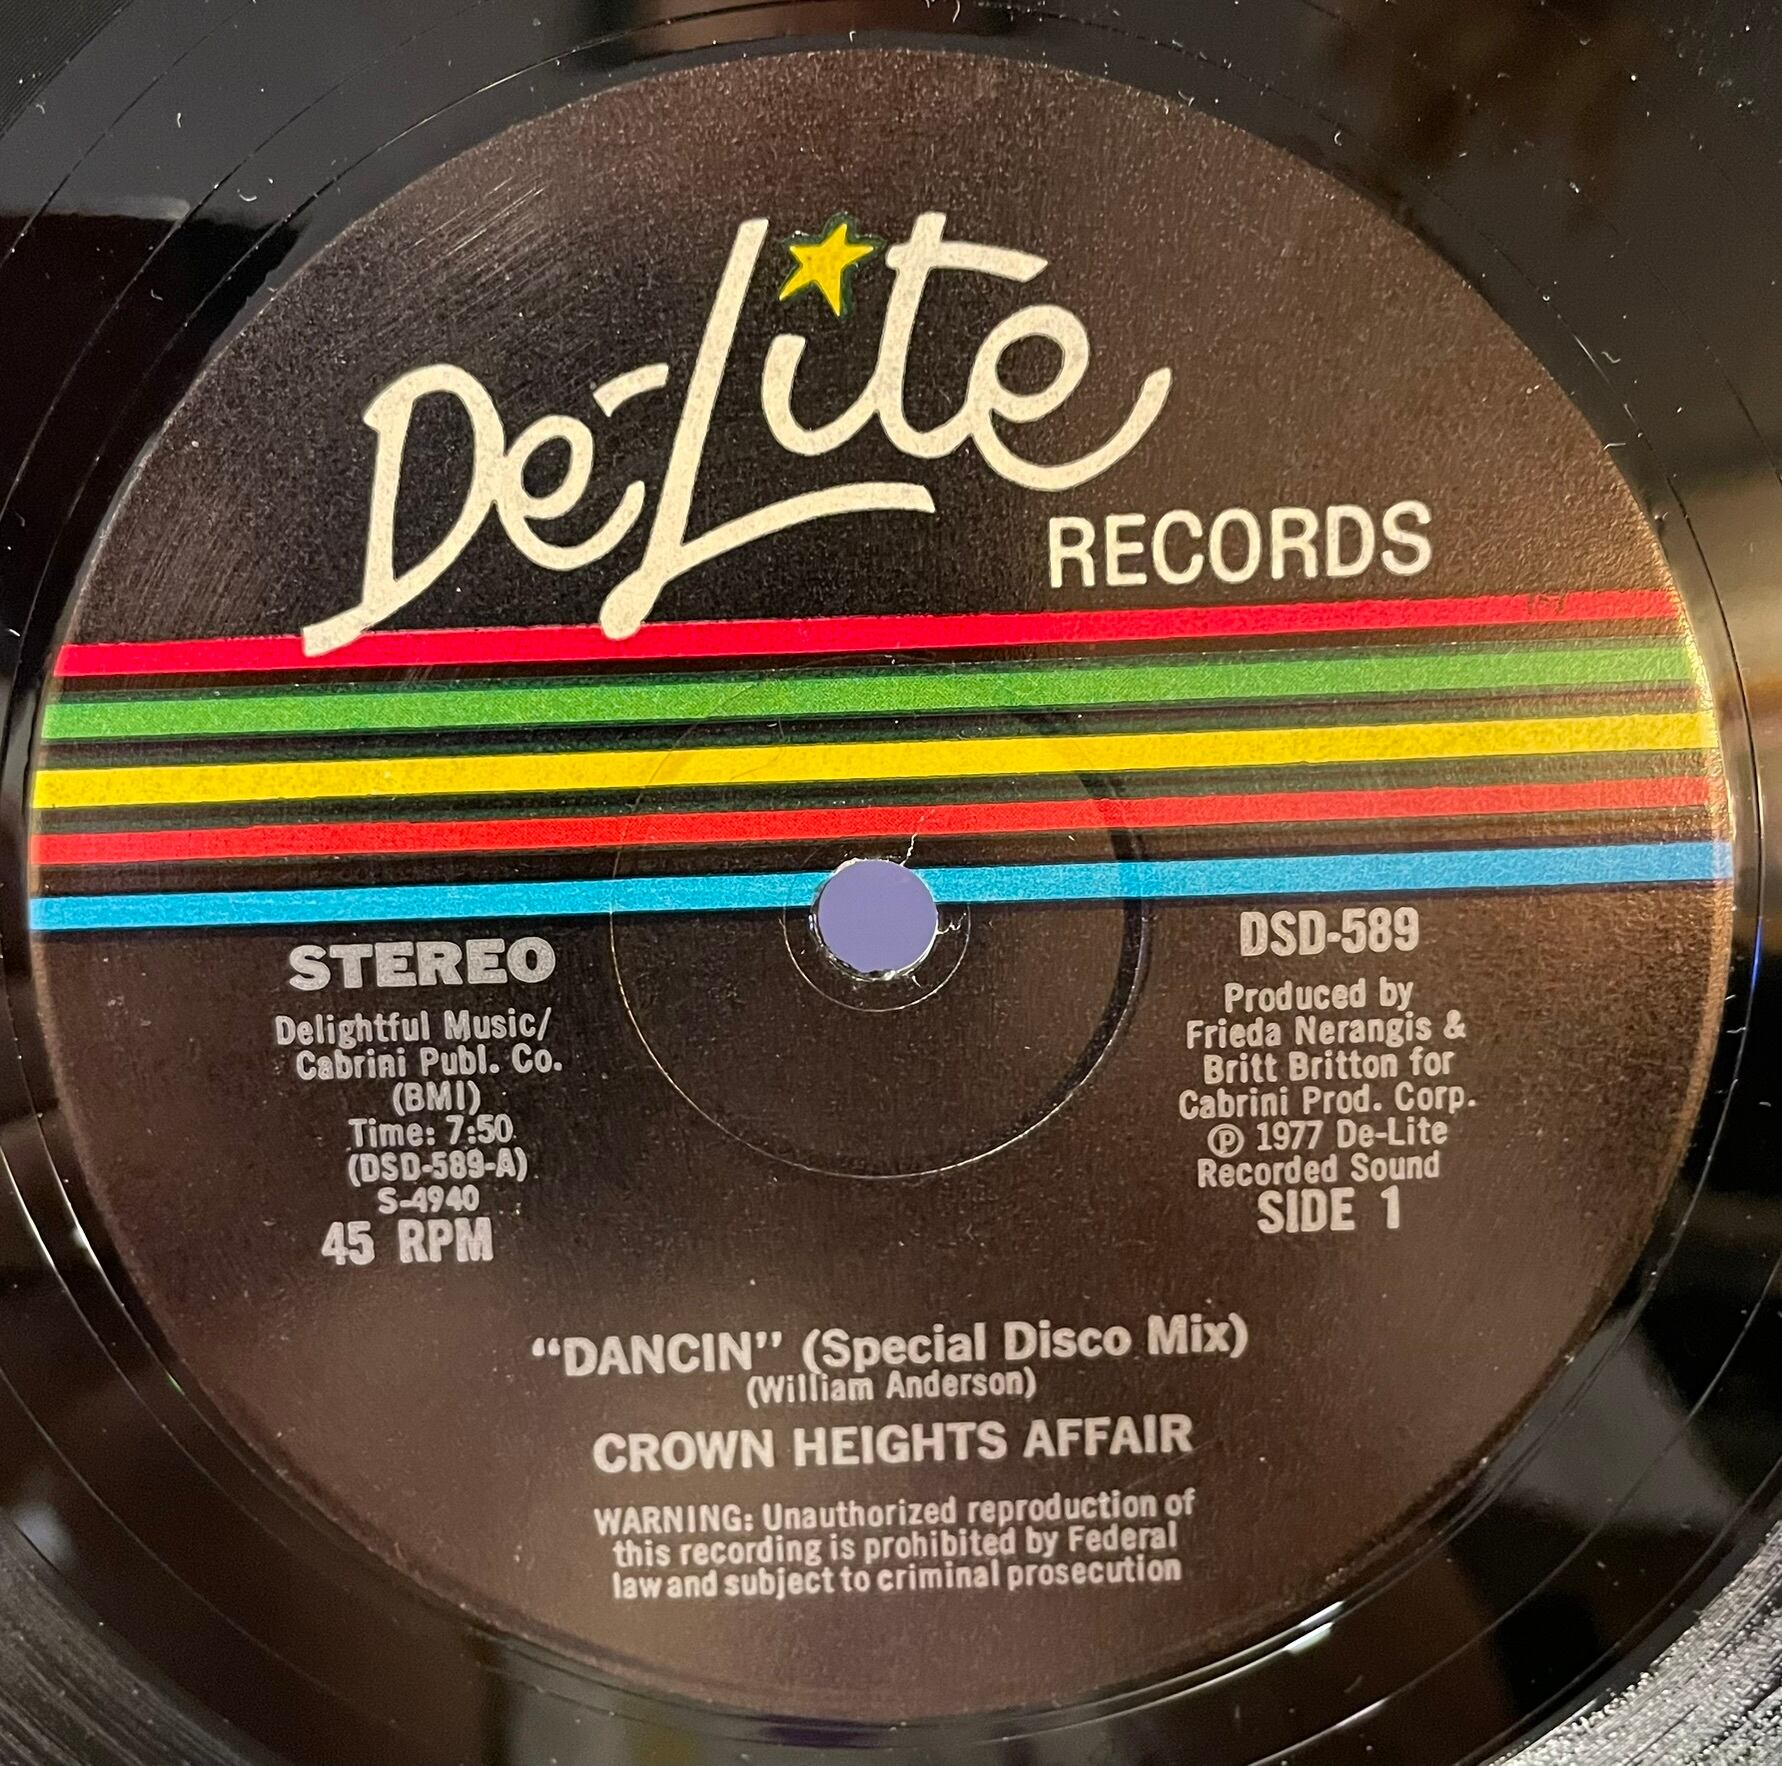 De-Lite
RECORDS
STEREO
Delightful Music/
Cabrini Publ. Co.
(BMI)
Time: 7:50
(DSD-589-A)
S-4940
45 RPM
DSD-589
Produced by
Frieda Nerangis &
Britt Britton for
Cabrini Prod. Corp.
℗ 1977 De-Lite
Recorded Sound
SIDE 1
“DANCIN” (Special Disco Mix)
(William Anderson)
CROWN HEIGHTS AFFAIR
WARNING: Unauthorized reproduction of
this recording is prohibited by Federal
law and subject to criminal prosecution